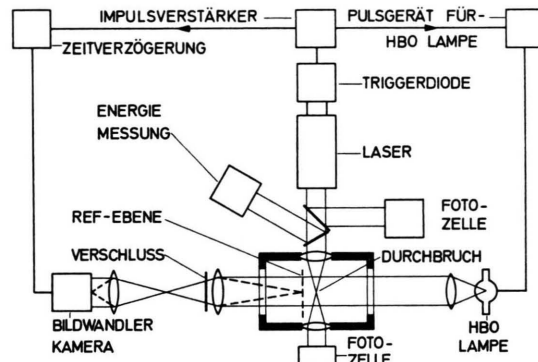 IMPULSVERSTÄRKER
PULSGERÄT FÜR-
ZEITVERZÖGERUNG
HBO LAMPE
TRIGGERDIODE
ENERGIE
MESSUNG
LASER
FOTO-
ZELLE
REF-EBENE
VERSCHLUSS
DURCHBRUCH
BILDWANDLER
KAMERA
HBO
LAMPE
FOTO-
ZELLE